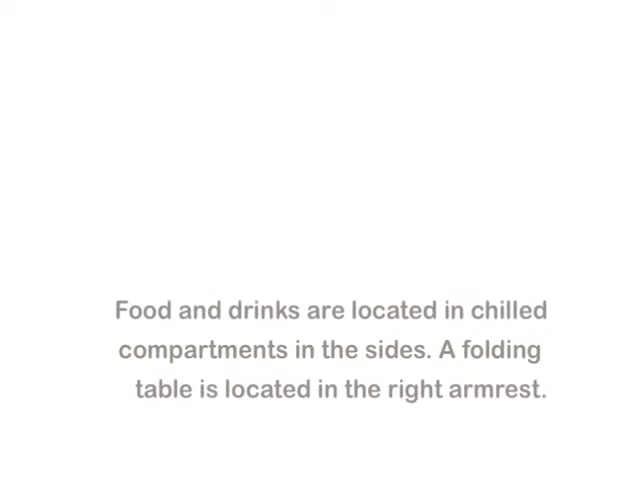 Food and drinks are located in chilled
compartments in the sides. A folding
table is located in the right armrest.